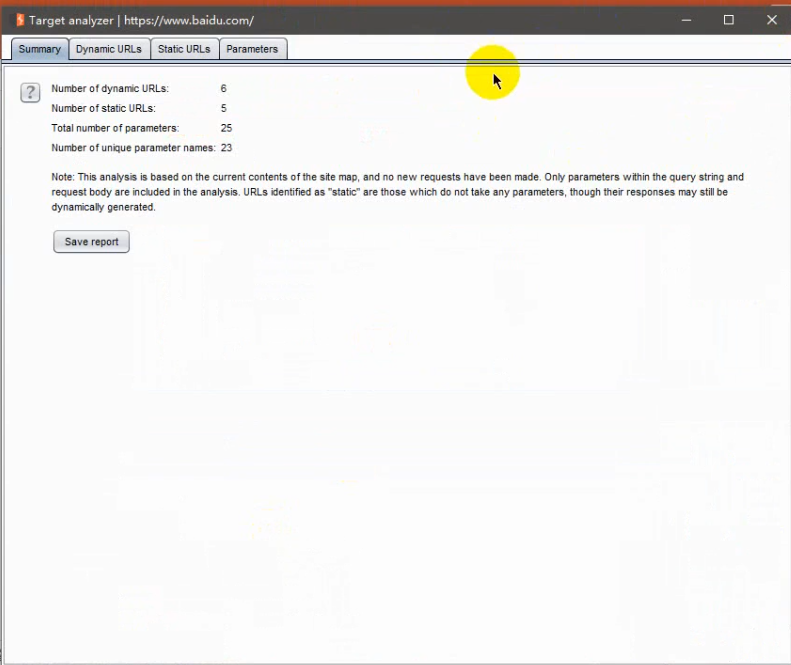 Target analyzer | https://www.baidu.com/
Summary Dynamic URLs Static URLs Parameters
? Number of dynamic URLs: 6
Number of static URLs: 5
Total number of parameters: 25
Number of unique parameter names: 23
Note: This analysis is based on the current contents of the site map, and no new requests have been made. Only parameters within the query string and
request body are included in the analysis. URLs identified as "static" are those which do not take any parameters, though their responses may still be
dynamically generated.
Save report